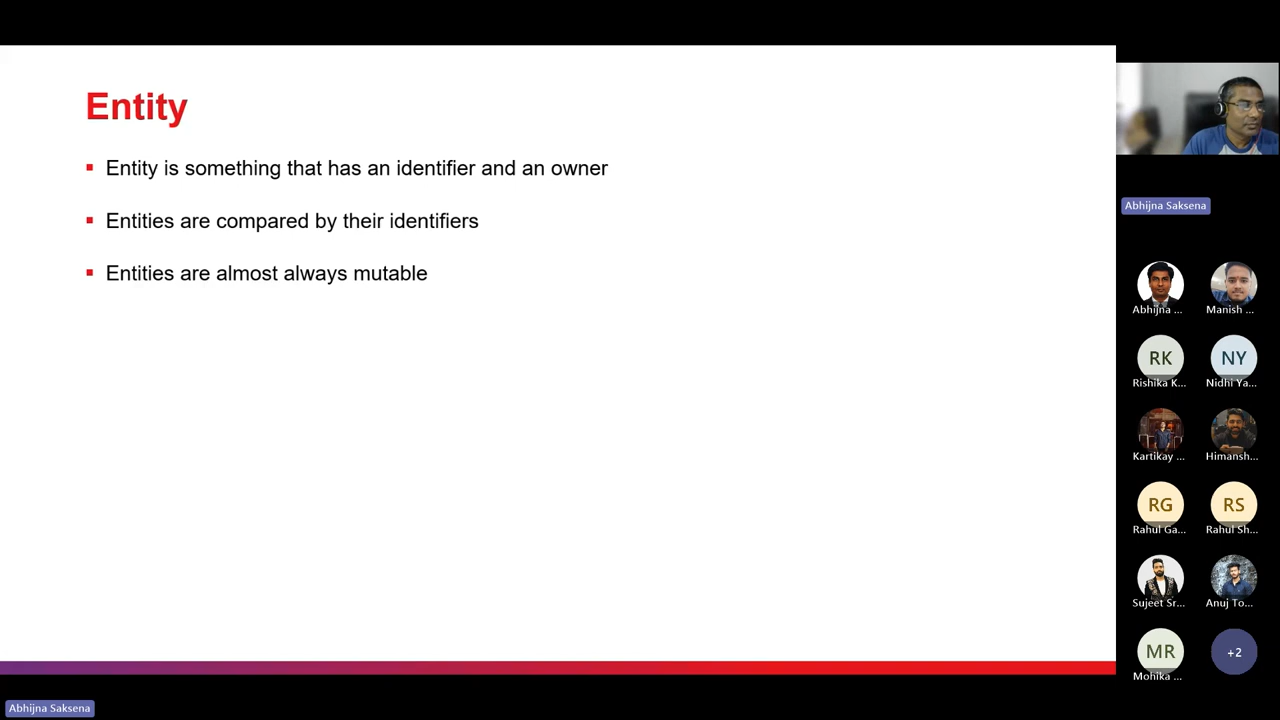 Entity
Entity is something that has an identifier and an owner
Entities are compared by their identifiers
Entities are almost always mutable
Abhijna Saksena
Abhijna ...
Manish ...
RK
NY
Rishika K...
Nidhi Ya...
Kartikay ...
Himansh...
RG
RS
Rahul Ga...
Rahul Sh...
Sujeet Sr...
Anuj To...
MR
+2
Mohika ...
Abhijna Saksena